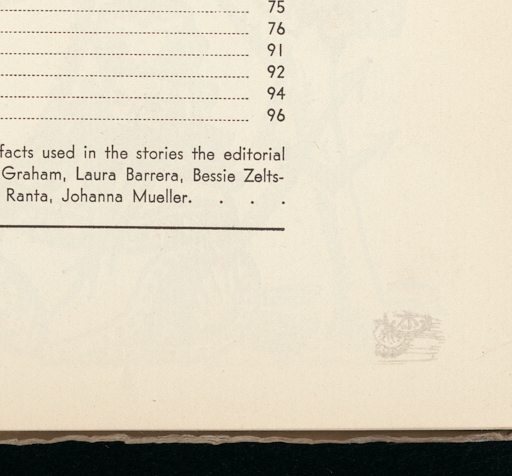 75
76
91
92
94
96
facts used in the stories the editorial
Graham, Laura Barrera, Bessie Zelts-
Ranta, Johanna Mueller. . . .